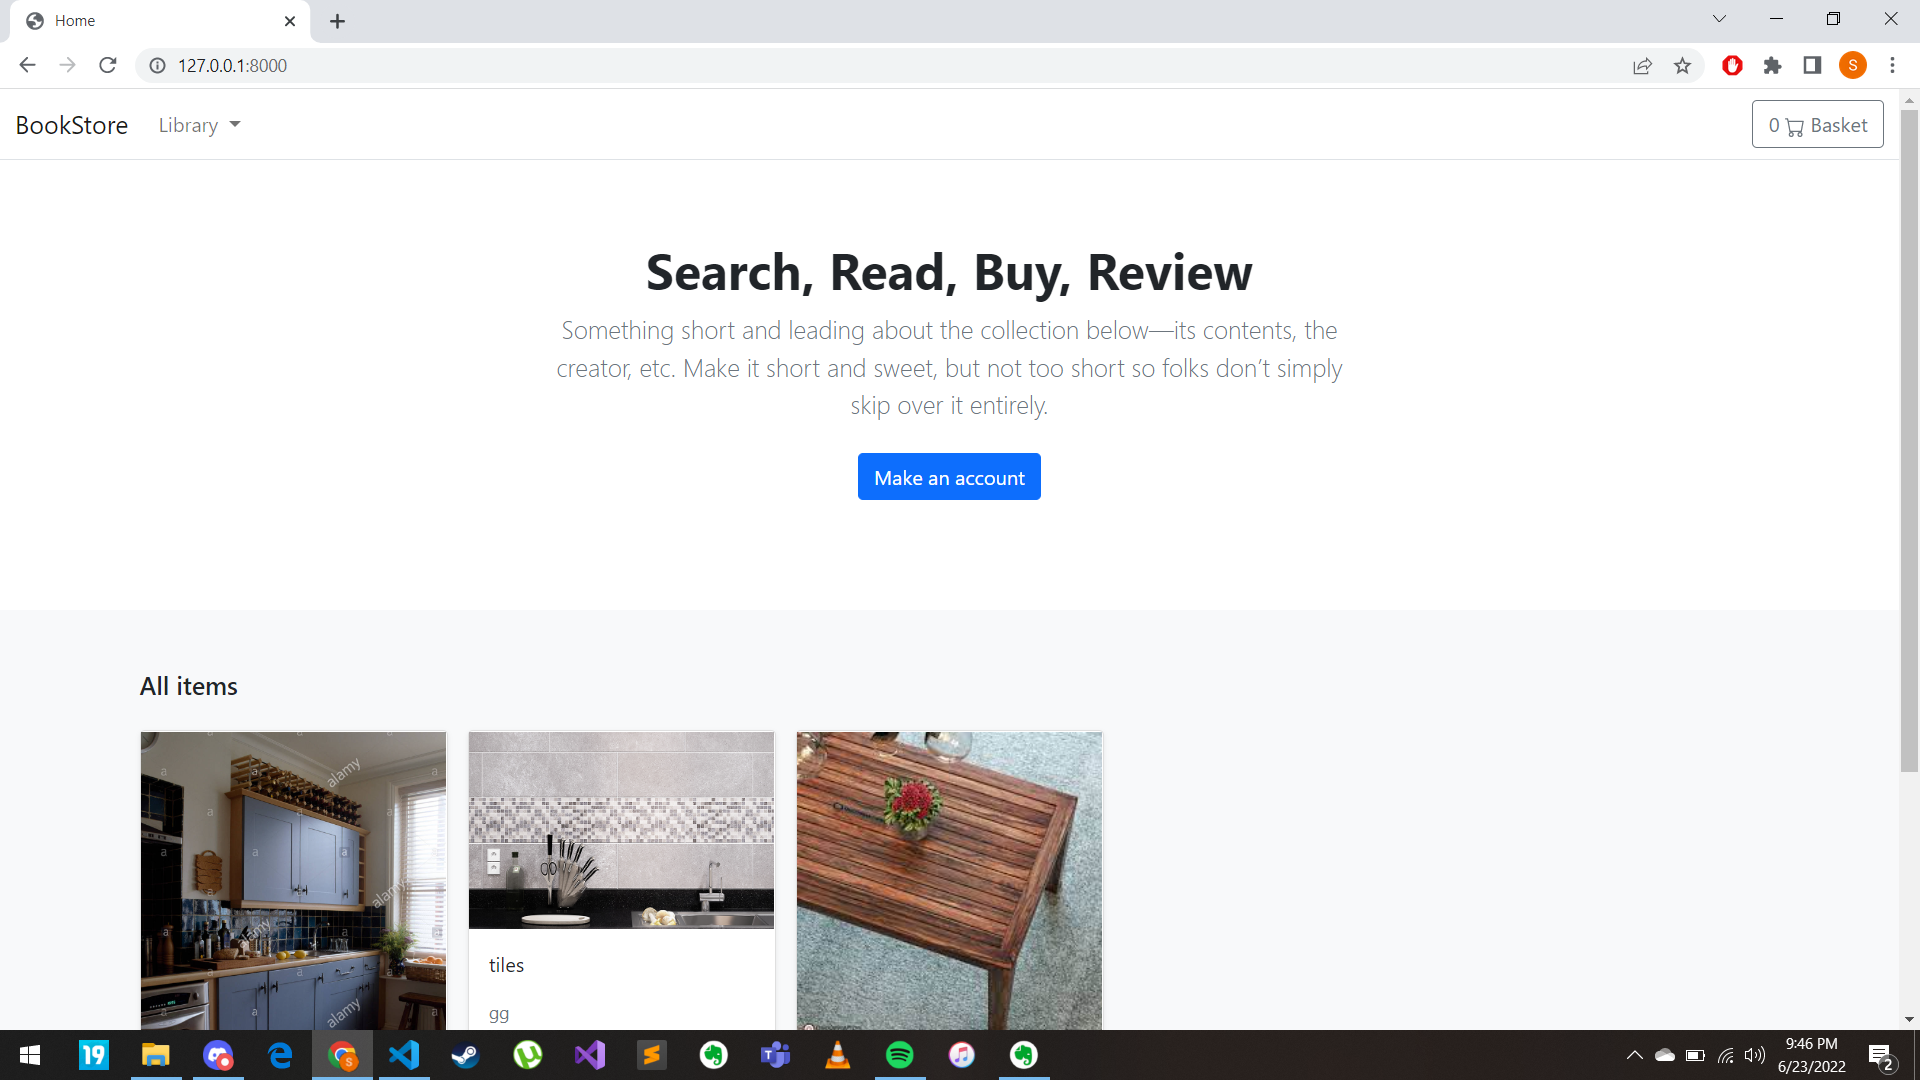 Home
127.0.0.1:8000
S
BookStore
Library
0 Basket
Search, Read, Buy, Review
Something short and leading about the collection below—its contents, the
creator, etc. Make it short and sweet, but not too short so folks don’t simply
skip over it entirely.
Make an account
All items
a
a
alamy
a
a
a
a
a
alamy
a
a
alamy
a
a
a
a
alamy
a
tiles
gg
19
S
T
9:46 PM
6/23/2022
2